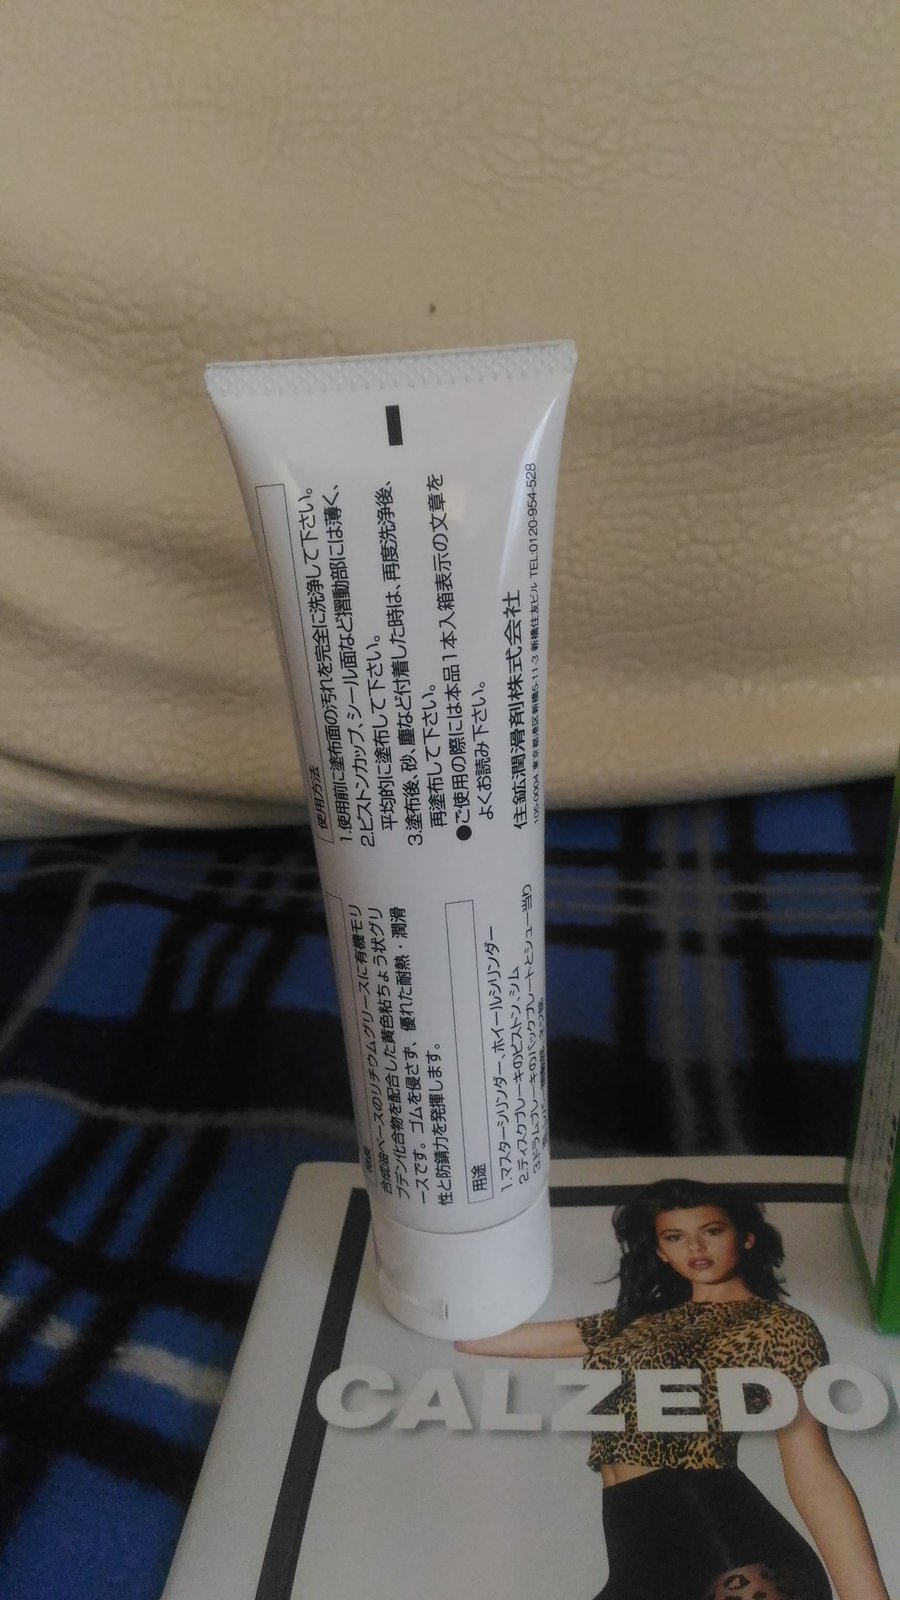 特長
合成油ベースのリチウムグリースに有機モリ
ブデン化合物を配合した黄色粘ちょう状グリ
ースです。ゴムを侵さず、優れた耐熱・潤滑
性と防錆力を発揮します。
用途
1.マスターシリンダー、ホイールシリンダー
2.ディスクブレーキのピストン、シム
3.ドラムブレーキのバックプレートとシュー当り
使用方法
1.使用前に塗布面の汚れを完全に洗浄して下さい。
2.ピストンカップ、シール面など摺動部には薄く、
平均的に塗布して下さい。
3.塗布後、砂、塵など付着した時は、再度洗浄後、
再塗布して下さい。
●ご使用の際には本品1本入箱表示の文章を
よくお読み下さい。
住鉱潤滑剤株式会社
105-0004 東京都港区新橋5-11-3 新橋住友ビル TEL:0120-954-528
CALZEDO